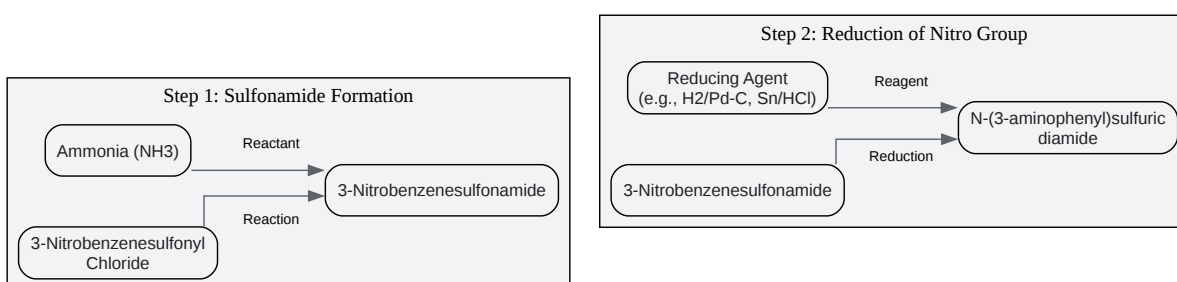 Step 1: Sulfonamide Formation
Ammonia (NH3)
Reactant
3-Nitrobenzenesulfonamide
Reaction
3-Nitrobenzenesulfonyl
Chloride
Step 2: Reduction of Nitro Group
Reducing Agent
(e.g., H2/Pd-C, Sn/HCl)
Reagent
N-(3-aminophenyl)sulfuric
diamide
Reduction
3-Nitrobenzenesulfonamide